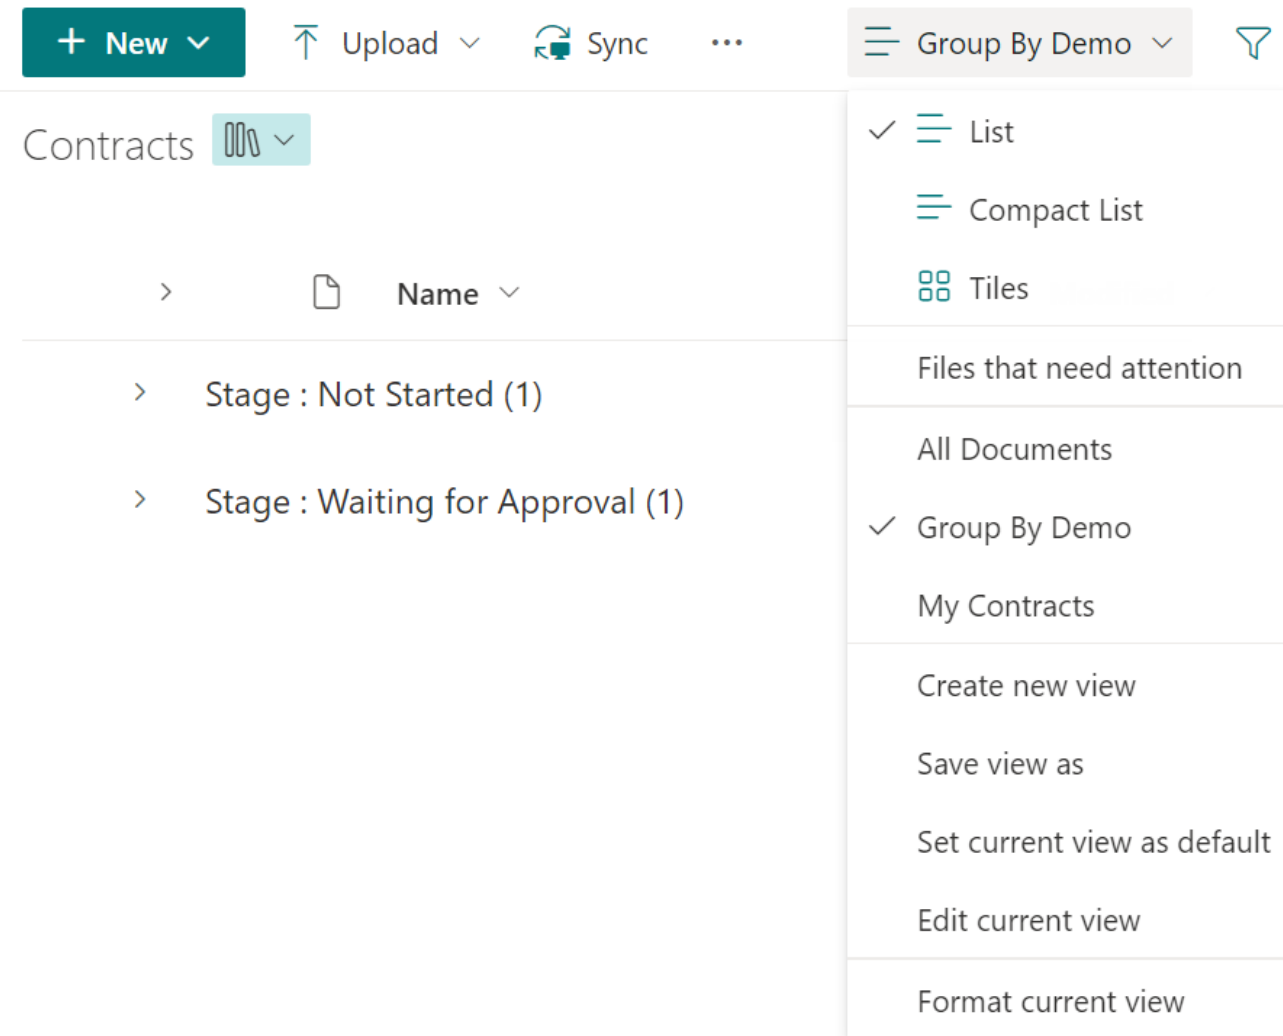 New
Upload
Sync
Group By Demo
Contracts
Name
Stage : Not Started (1)
Stage : Waiting for Approval (1)
List
Compact List
Tiles
Files that need attention
All Documents
Group By Demo
My Contracts
Create new view
Save view as
Set current view as default
Edit current view
Format current view